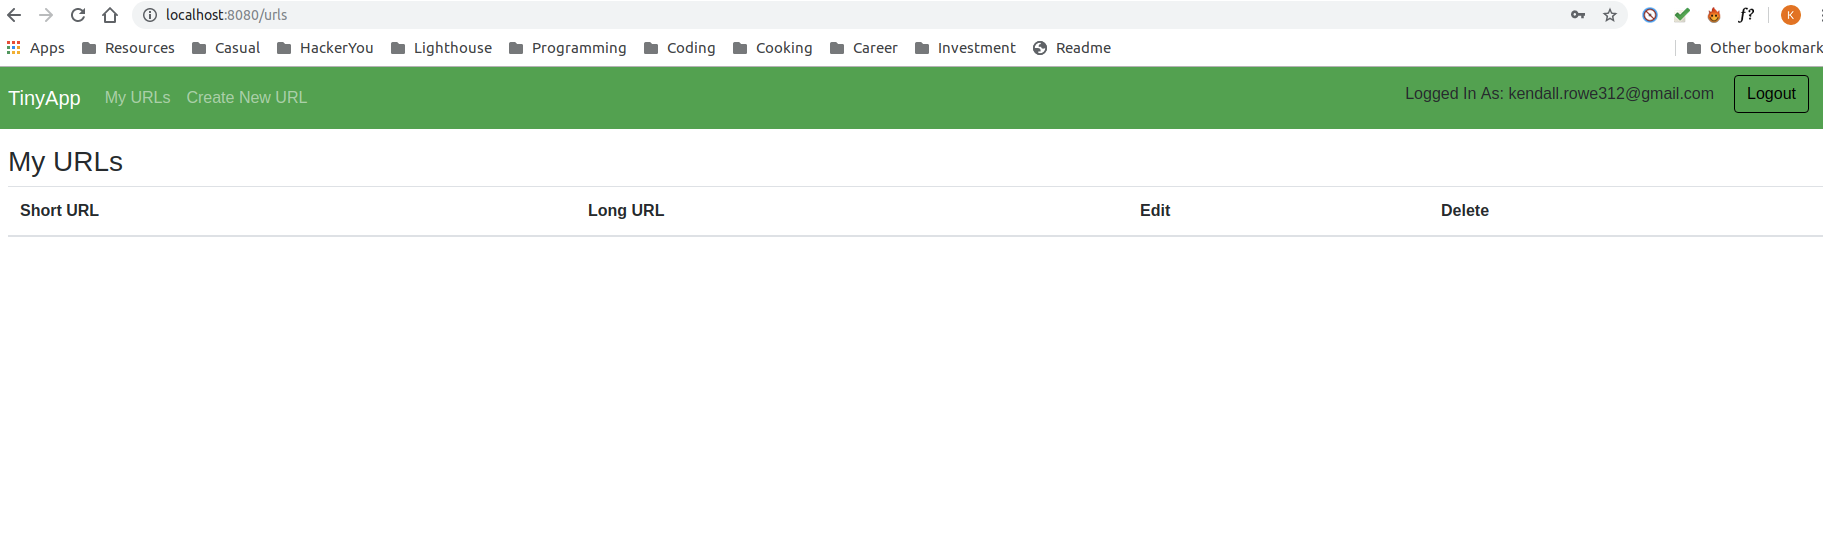 localhost:8080/urls
f?
K
Apps Resources Casual HackerYou Lighthouse Programming Coding Cooking Career Investment Readme Other bookmark
TinyApp My URLs Create New URL Logged In As: kendall.rowe312@gmail.com Logout
My URLs
Short URL Long URL Edit Delete